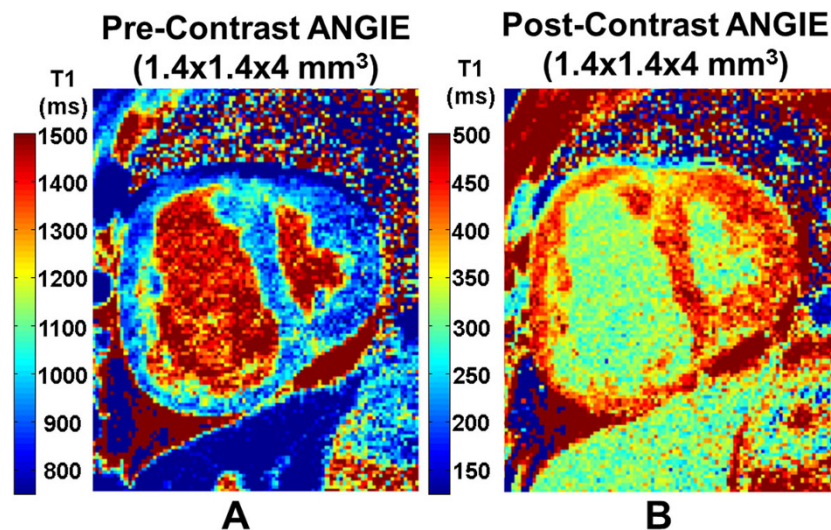 Pre-Contrast ANGIE
(1.4x1.4x4 mm³)
T1
(ms)
1500
1400
1300
1200
1100
1000
900
800
A
Post-Contrast ANGIE
(1.4x1.4x4 mm³)
T1
(ms)
500
450
400
350
300
250
200
150
B